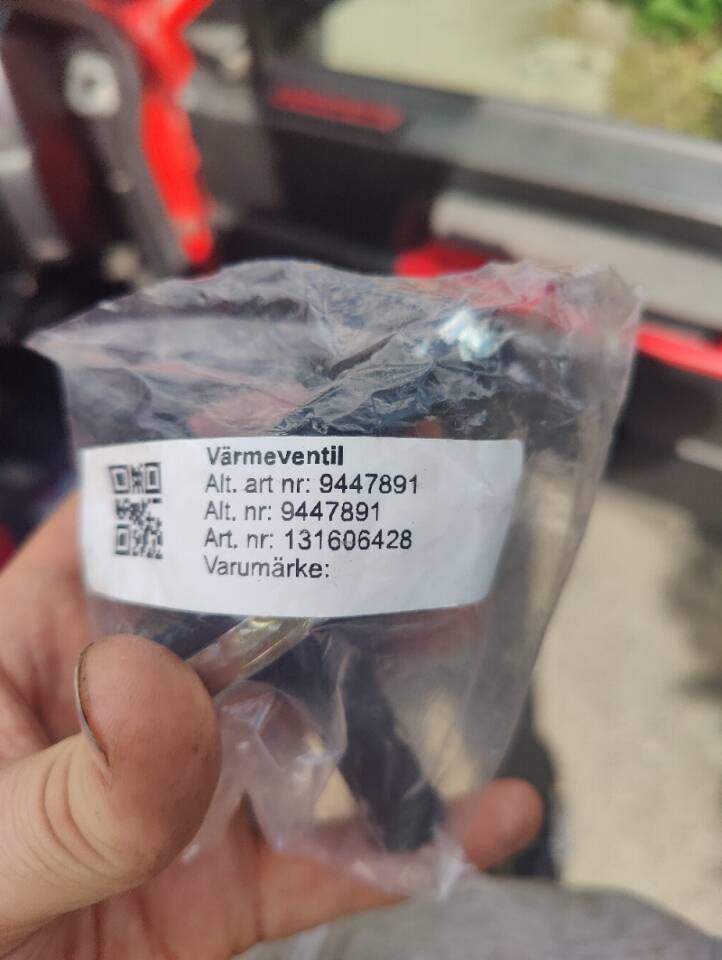 Värmeventil
Alt. art nr: 9447891
Alt. nr: 9447891
Art. nr: 131606428
Varumärke: